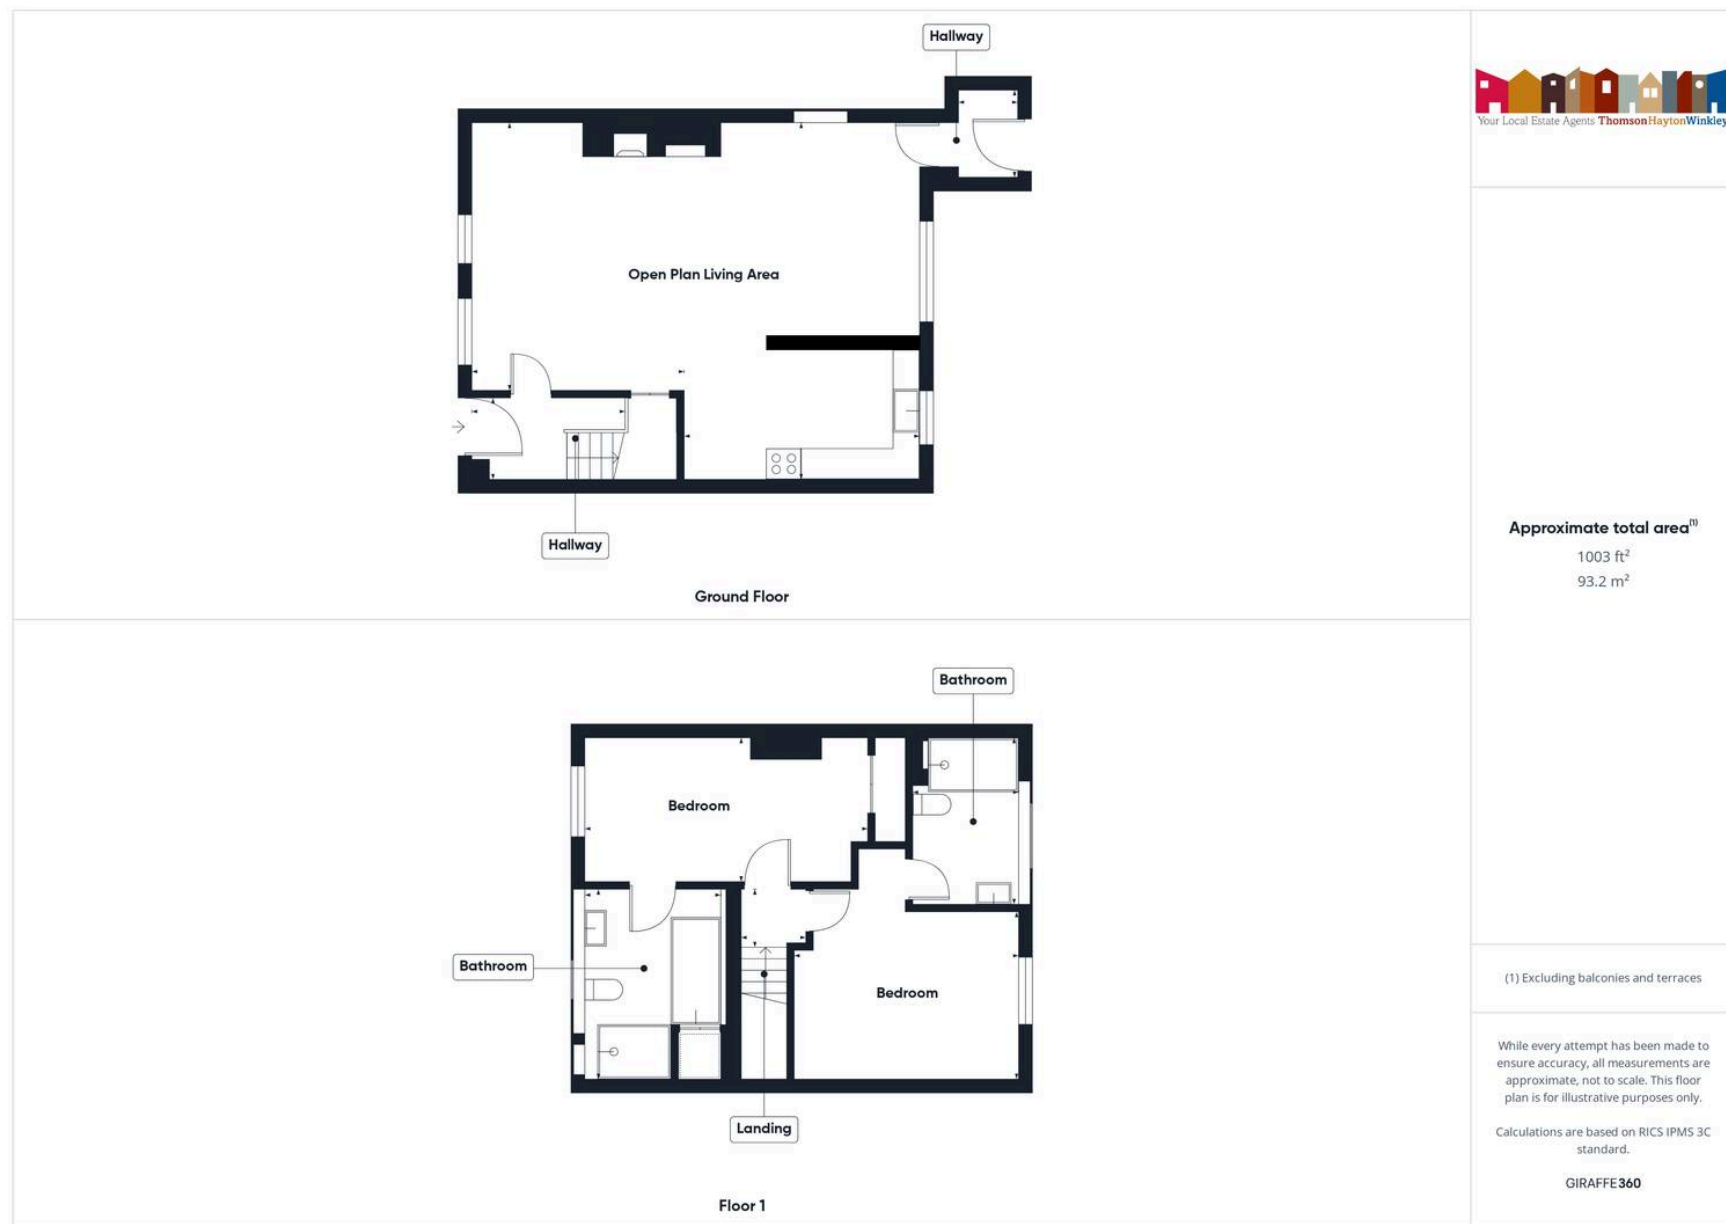 Hallway
Open Plan Living Area
Hallway
Ground Floor
Bathroom
Bedroom
Bathroom
Bedroom
Landing
Floor 1
Your Local Estate Agents ThomsonHaytonWinkley
Approximate total area(1)
1003 ft²
93.2 m²
(1) Excluding balconies and terraces
While every attempt has been made to
ensure accuracy, all measurements are
approximate, not to scale. This floor
plan is for illustrative purposes only.
Calculations are based on RICS IPMS 3C
standard.
GIRAFFE360